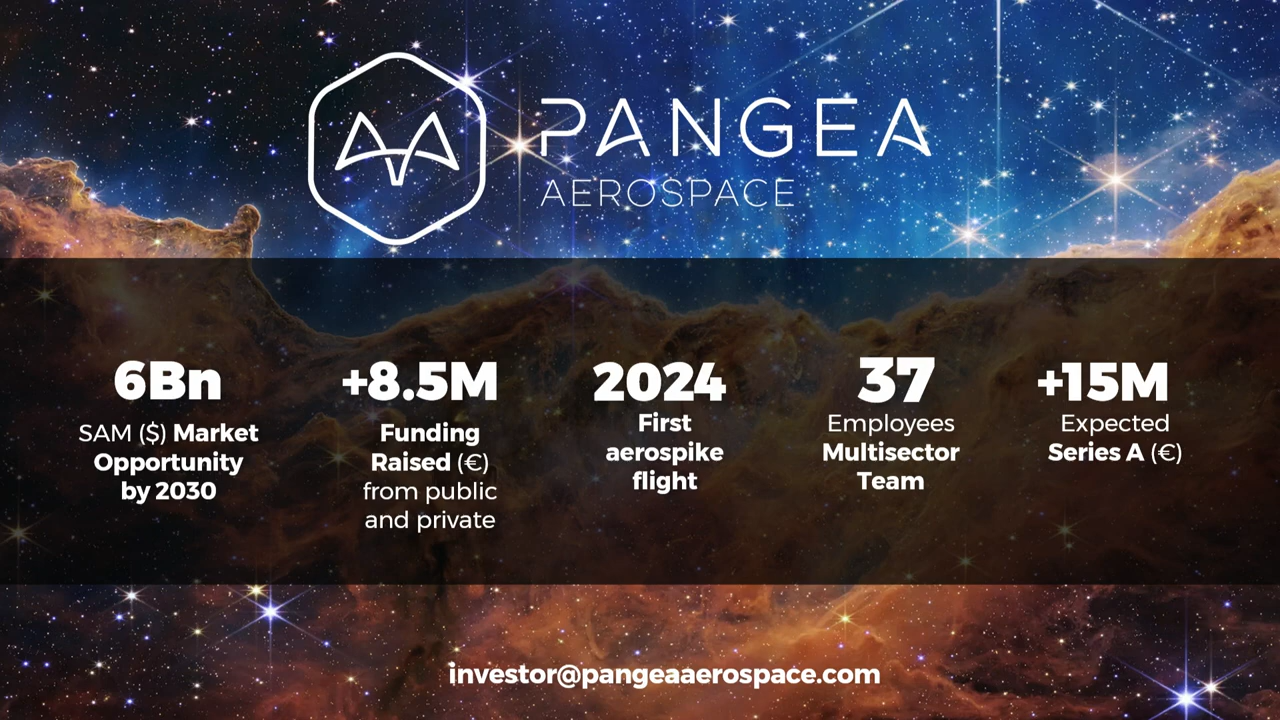 PANGEA
AEROSPACE
6Bn
SAM ($) Market
Opportunity
by 2030
+8.5M
Funding
Raised (€)
from public
and private
2024
First
aerospike
flight
37
Employees
Multisector
Team
+15M
Expected
Series A (€)
investor@pangeaaerospace.com